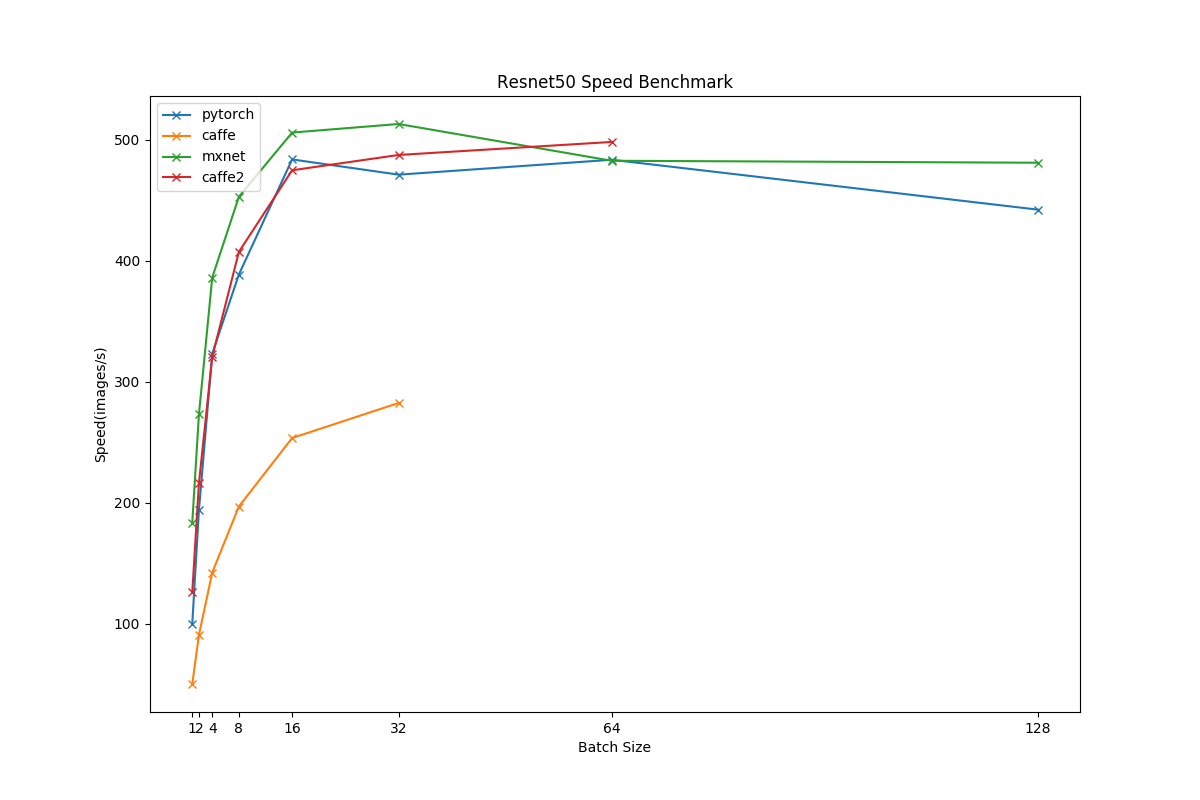 Resnet50 Speed Benchmark
pytorch
caffe
mxnet
caffe2
500
400
300
200
100
Speed(images/s)
1 2 4 8 16 32 64 128
Batch Size